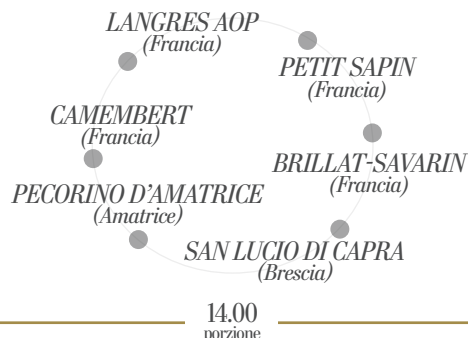 LANGRES AOP
(Francia)
PETIT SAPIN
(Francia)
CAMEMBERT
(Francia)
BRILLAT-SAVARIN
(Francia)
PECORINO D'AMATRICE
(Amatrice)
SAN LUCIO DI CAPRA
(Brescia)
14.00
porzione